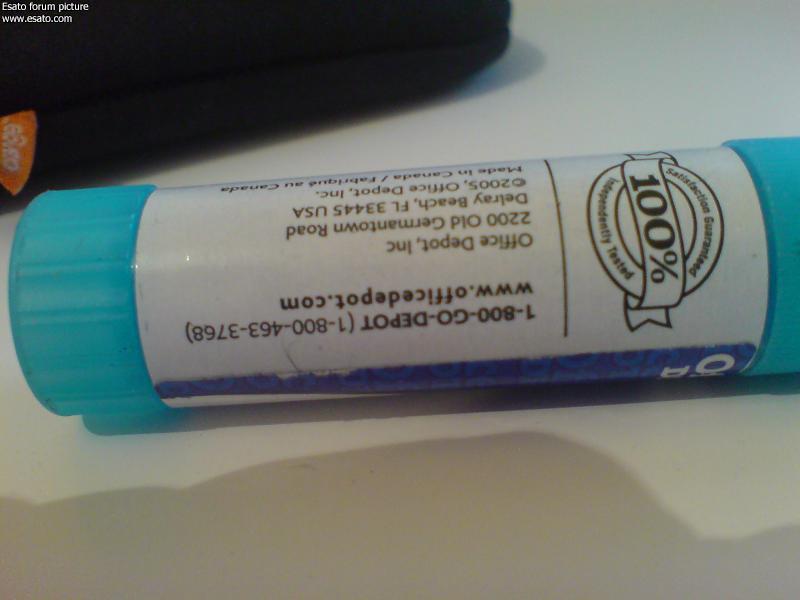 Esato forum picture
www.esato.com
1-800-GO-DEPOT (1-800-463-3768)
www.officedepot.com
Office Depot, Inc
2200 Old Germantown Road
Delray Beach, FL 33445 USA
©2005, Office Depot, Inc.
Made in Canada / Fabriqué au Canada
Satisfaction Guaranteed
100%
Independently Tested